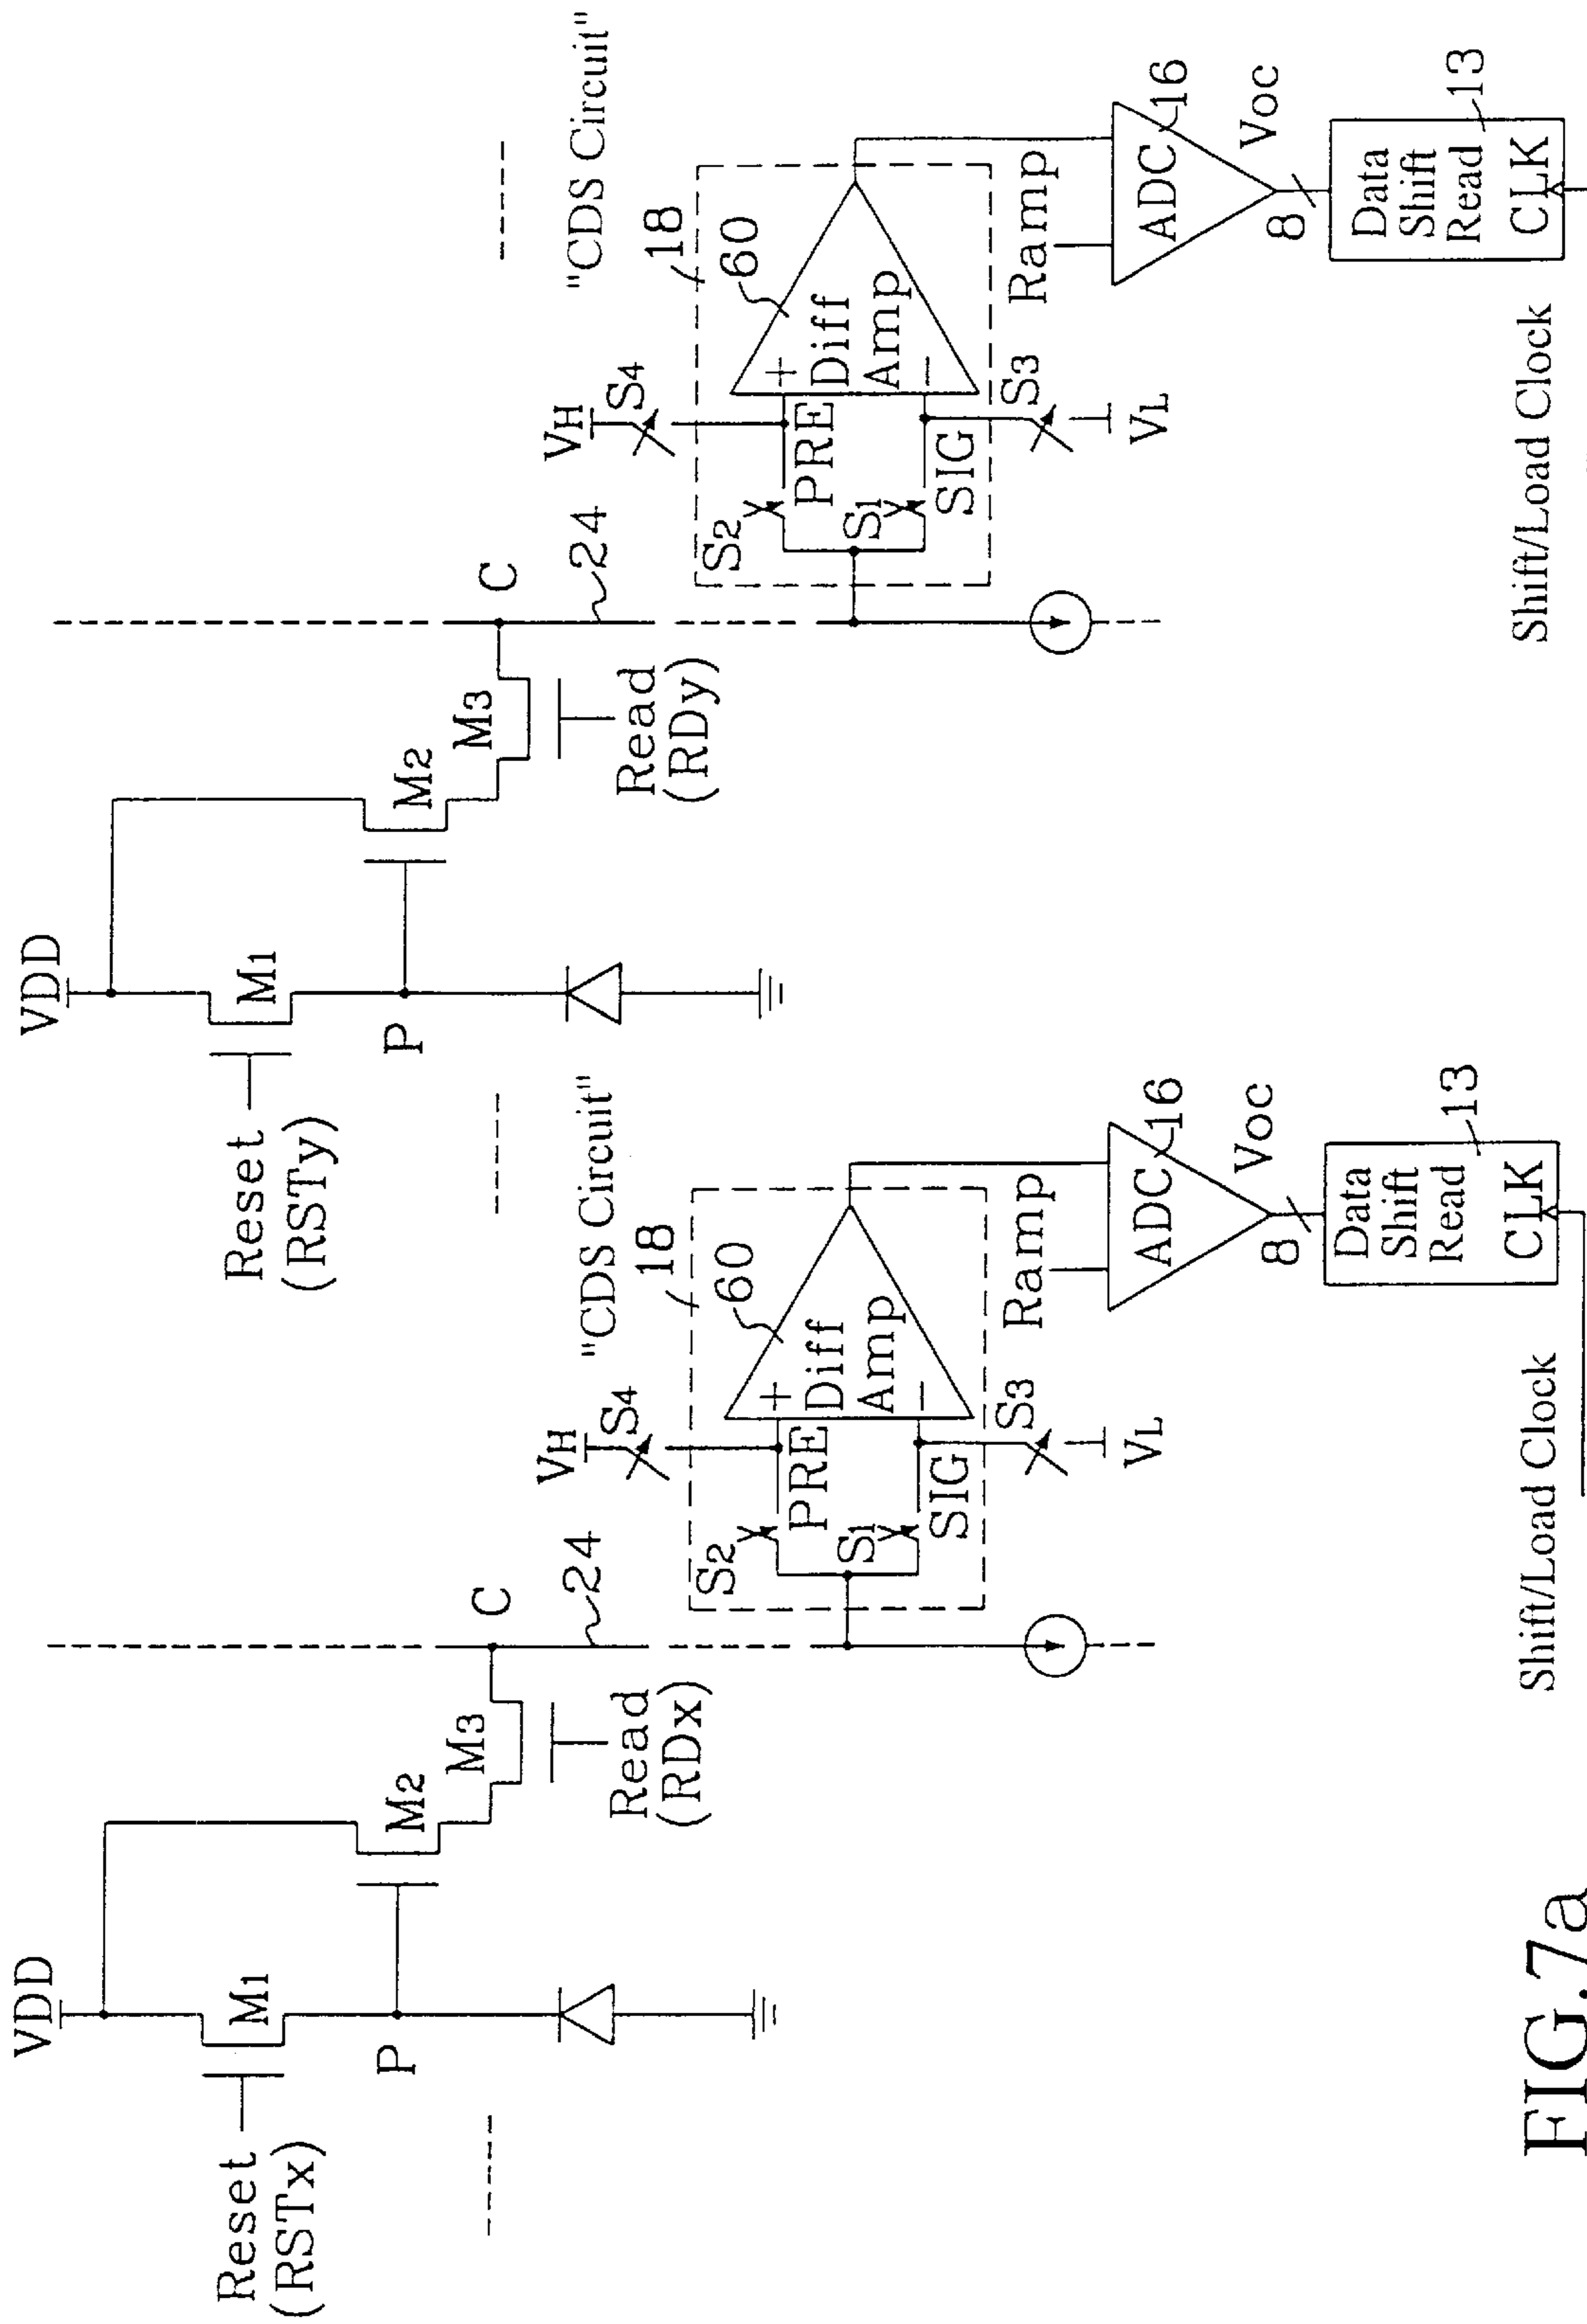 VDD
M1
Reset
(RSTx)
P
M2
M3
Read
(RDx)
C
24
"CDS Circuit"
18
VH
S4
S2
PRE
S1
SIG
60
+
Diff
Amp
−
S3
VL
Ramp
ADC
16
Voc
8
Data
Shift
Read
13
CLK
Shift/Load Clock
VDD
M1
Reset
(RSTy)
P
M2
M3
Read
(RDy)
C
24
"CDS Circuit"
18
VH
S4
S2
PRE
S1
SIG
60
+
Diff
Amp
−
S3
VL
Ramp
ADC
16
Voc
8
Data
Shift
Read
13
CLK
Shift/Load Clock
FIG.7a